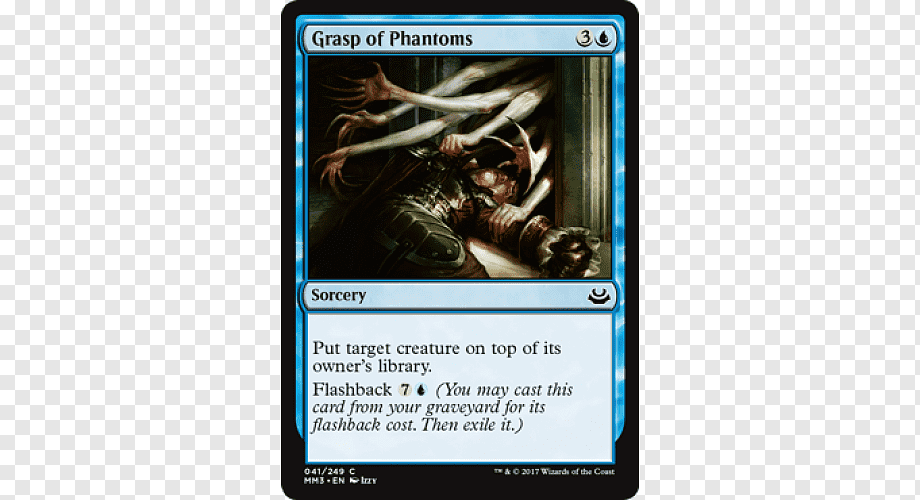 Grasp of Phantoms 3
Sorcery
Put target creature on top of its
owner's library.
Flashback 7 (You may cast this
card from your graveyard for its
flashback cost. Then exile it.)
041/249 C ™ & © 2017 Wizards of the Coast
MM3 • EN Izzy